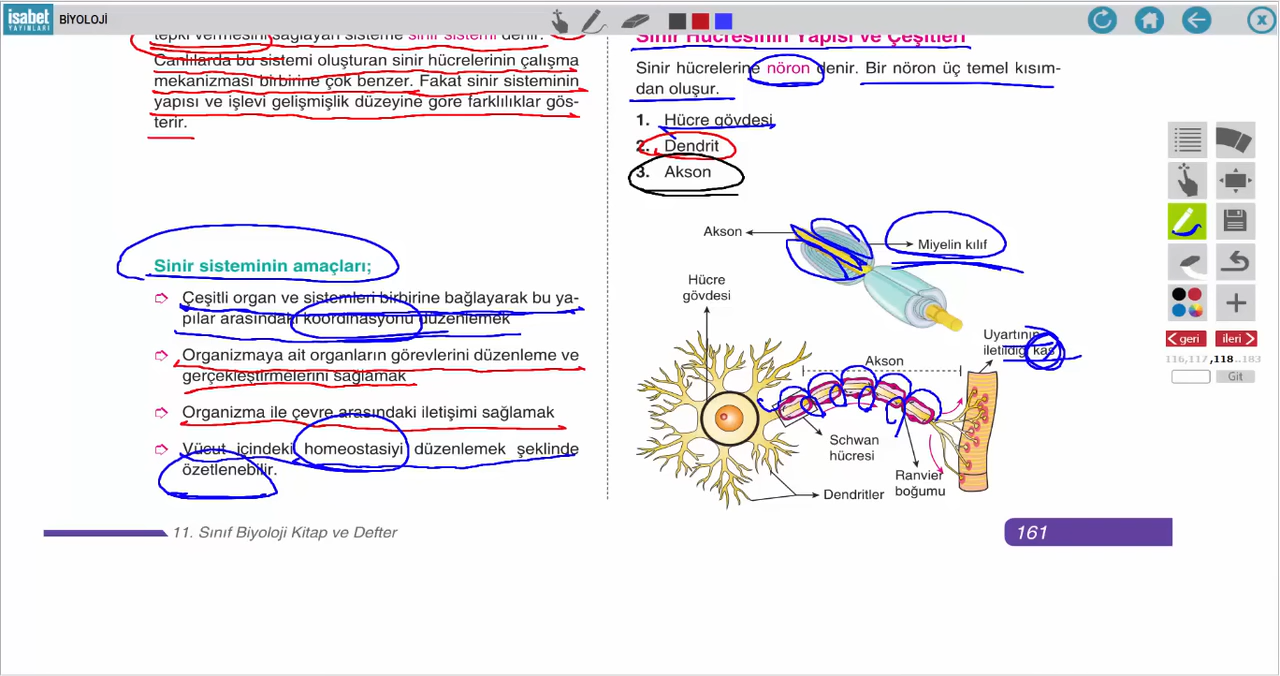 isabet
YAYINLARI
BİYOLOJİ
tepki vermesini sağlayan sisteme sinir sistemi denir.
Canlılarda bu sistemi oluşturan sinir hücrelerinin çalışma
mekanizması birbirine çok benzer. Fakat sinir sisteminin
yapısı ve işlevi gelişmişlik düzeyine göre farklılıklar gös-
terir.
Sinir sisteminin amaçları;
Çeşitli organ ve sistemleri birbirine bağlayarak bu ya-
pılar arasındaki koordinasyonu düzenlemek
Organizmaya ait organların görevlerini düzenleme ve
gerçekleştirmelerini sağlamak
Organizma ile çevre arasındaki iletişimi sağlamak
Vücut içindeki homeostasiyi düzenlemek şeklinde
özetlenebilir.
Sinir Hücresinin Yapısı ve Çeşitleri
Sinir hücrelerine nöron denir. Bir nöron üç temel kısım-
dan oluşur.
1. Hücre gövdesi
2. Dendrit
3. Akson
Akson
Miyelin kılıf
Hücre
gövdesi
Uyartının
iletildiği kas
Akson
Schwan
hücresi
Ranvier
boğumu
Dendritler
11. Sınıf Biyoloji Kitap ve Defter
161
geri
ileri
116,117,118...183
Git